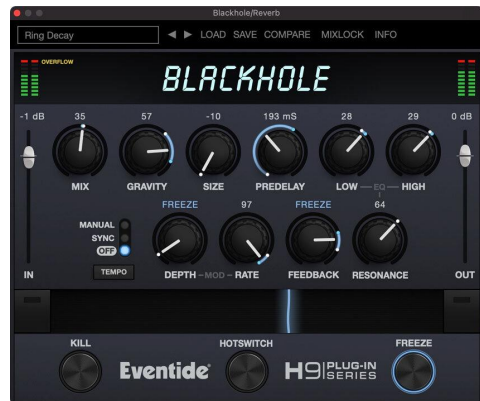 Blackhole/Reverb
Ring Decay
LOAD SAVE COMPARE MIXLOCK INFO
OVERFLOW
BLACKHOLE
-1 dB 35 57 -10 193 mS 28 29 0 dB
MIX GRAVITY SIZE PREDELAY LOW EQ HIGH
FREEZE 97 FREEZE 64
MANUAL
SYNC
OFF
TEMPO
IN DEPTH -MOD- RATE FEEDBACK RESONANCE OUT
KILL HOTSWITCH FREEZE
Eventide H9 PLUG-IN SERIES